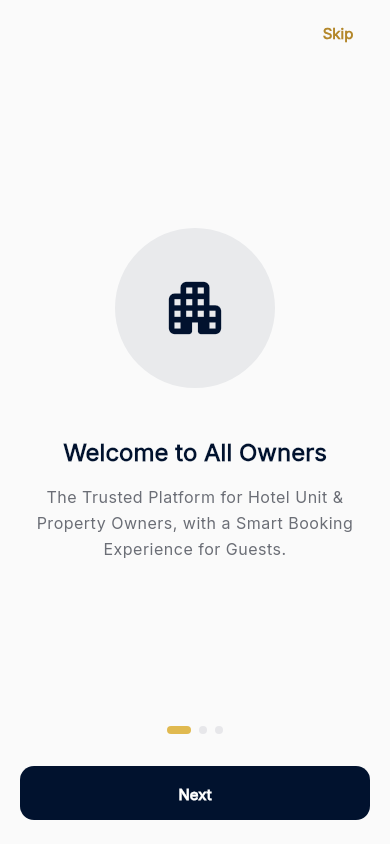 Skip
Welcome to All Owners
The Trusted Platform for Hotel Unit &
Property Owners, with a Smart Booking
Experience for Guests.
Next